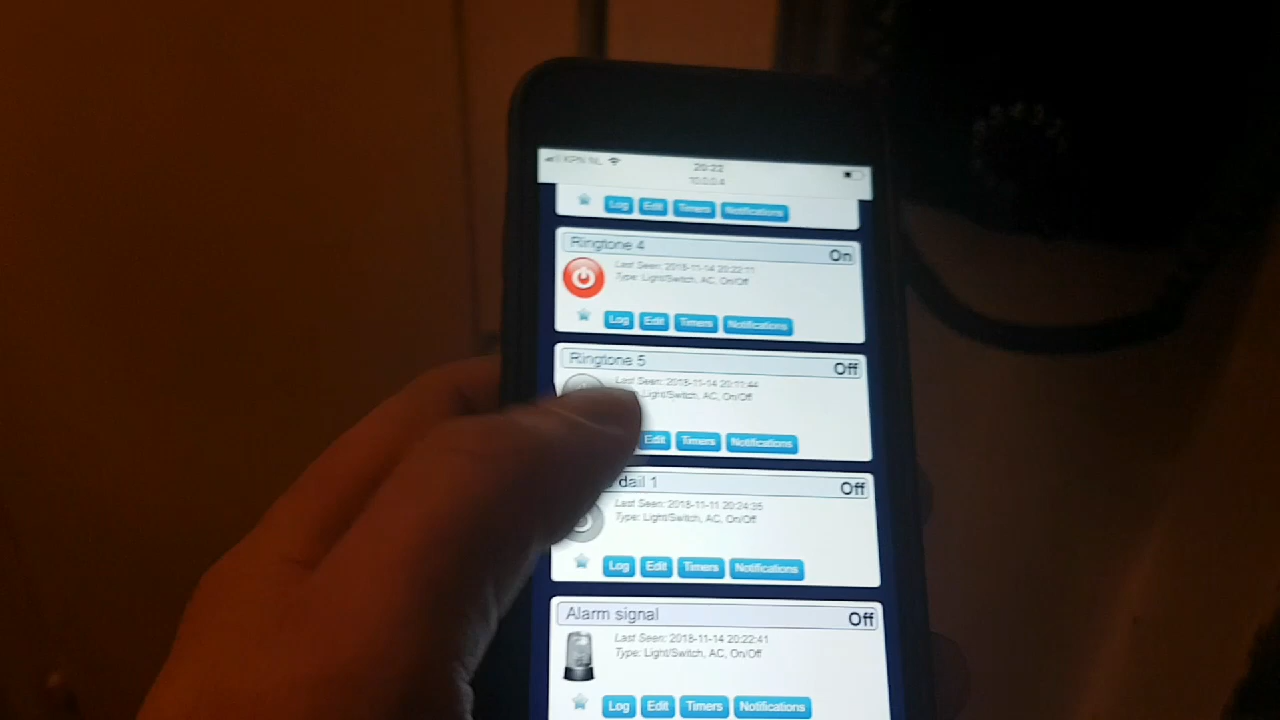 KPN NL
20:22
10.0.0.4
Log Edit Timers Notifications
Ringtone 4 On
Last Seen: 2018-11-14 20:22:11
Type: Light/Switch, AC, On/Off
Log Edit Timers Notifications
Ringtone 5 Off
Last Seen: 2018-11-14 20:11:44
Light/Switch, AC, On/Off
Edit Timers Notifications
dail 1 Off
Last Seen: 2018-11-11 20:24:35
Type: Light/Switch, AC, On/Off
Log Edit Timers Notifications
Alarm signal Off
Last Seen: 2018-11-14 20:22:41
Type: Light/Switch, AC, On/Off
Log Edit Timers Notifications